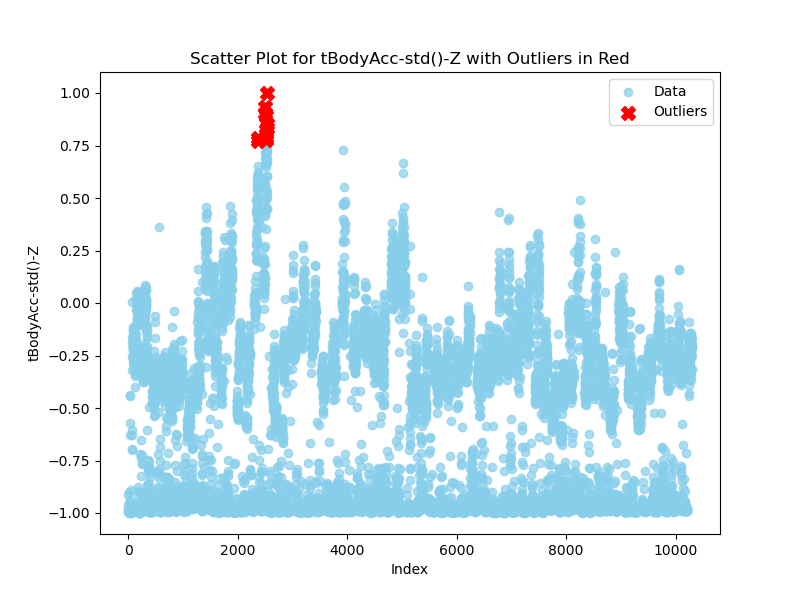 Scatter Plot for tBodyAcc-std()-Z with Outliers in Red
Data
Outliers
1.00
0.75
0.50
0.25
0.00
−0.25
−0.50
−0.75
−1.00
tBodyAcc-std()-Z
0 2000 4000 6000 8000 10000
Index